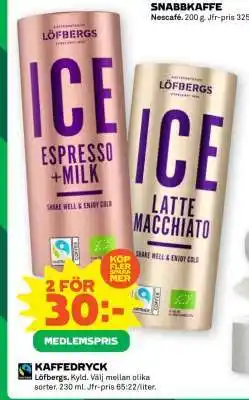 SNABBKAFFE
Nescafé. 200 g. Jfr-pris 325
KAFFEROSTERI
LÖFBERGS
ICE
ESPRESSO
+MILK
SHAKE WELL & ENJOY COLD
LÖFBERGS
ICE
LATTE
MACCHIATO
SHAKE WELL & ENJOY COLD
KÖP
FLER
SPARA
MER
2 FÖR
30:-
MEDLEMSPRIS
KAFFEDRYCK
Löfbergs. Kyld. Välj mellan olika
sorter. 230 ml. Jfr-pris 65:22/liter.